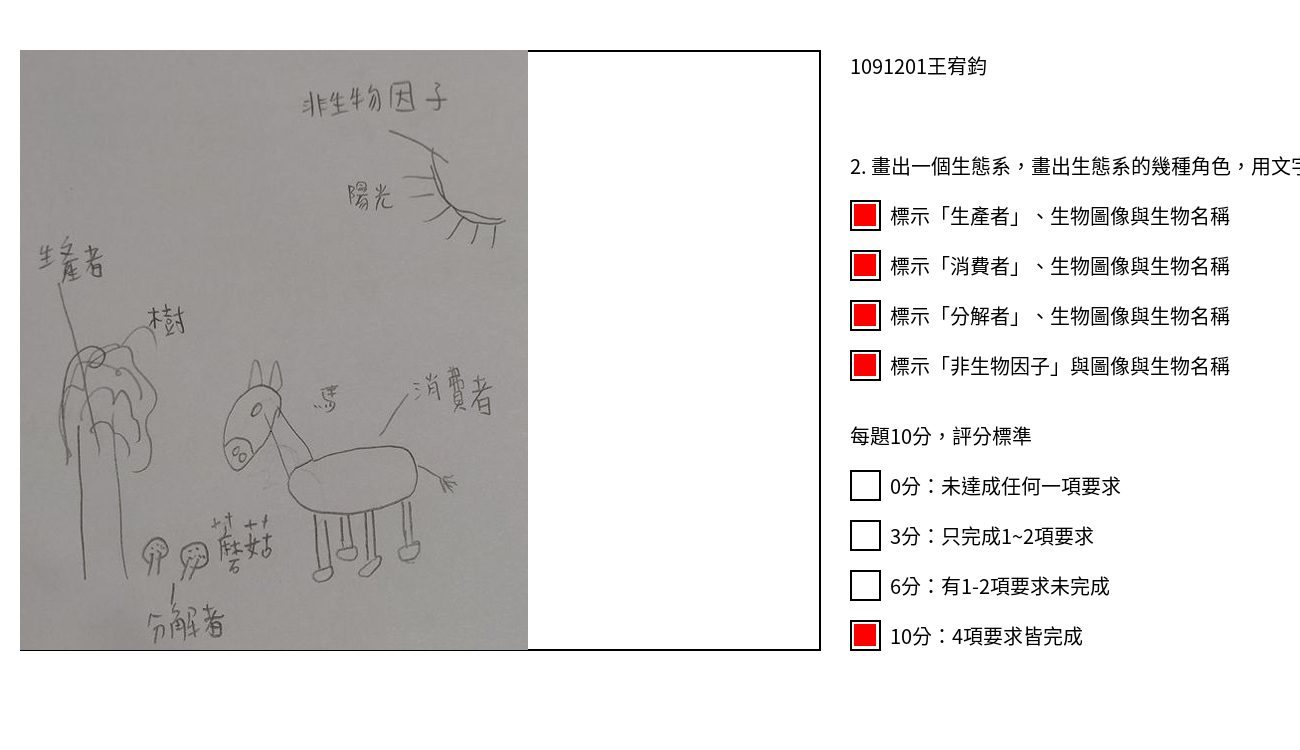 非生物因子
陽光
生產者
樹
馬
消費者
蘑菇
分解者
1091201王宥鈞
2. 畫出一個生態系，畫出生態系的幾種角色，用文字
標示「生產者」、生物圖像與生物名稱
標示「消費者」、生物圖像與生物名稱
標示「分解者」、生物圖像與生物名稱
標示「非生物因子」與圖像與生物名稱
每題10分，評分標準
0分：未達成任何一項要求
3分：只完成1~2項要求
6分：有1-2項要求未完成
10分：4項要求皆完成